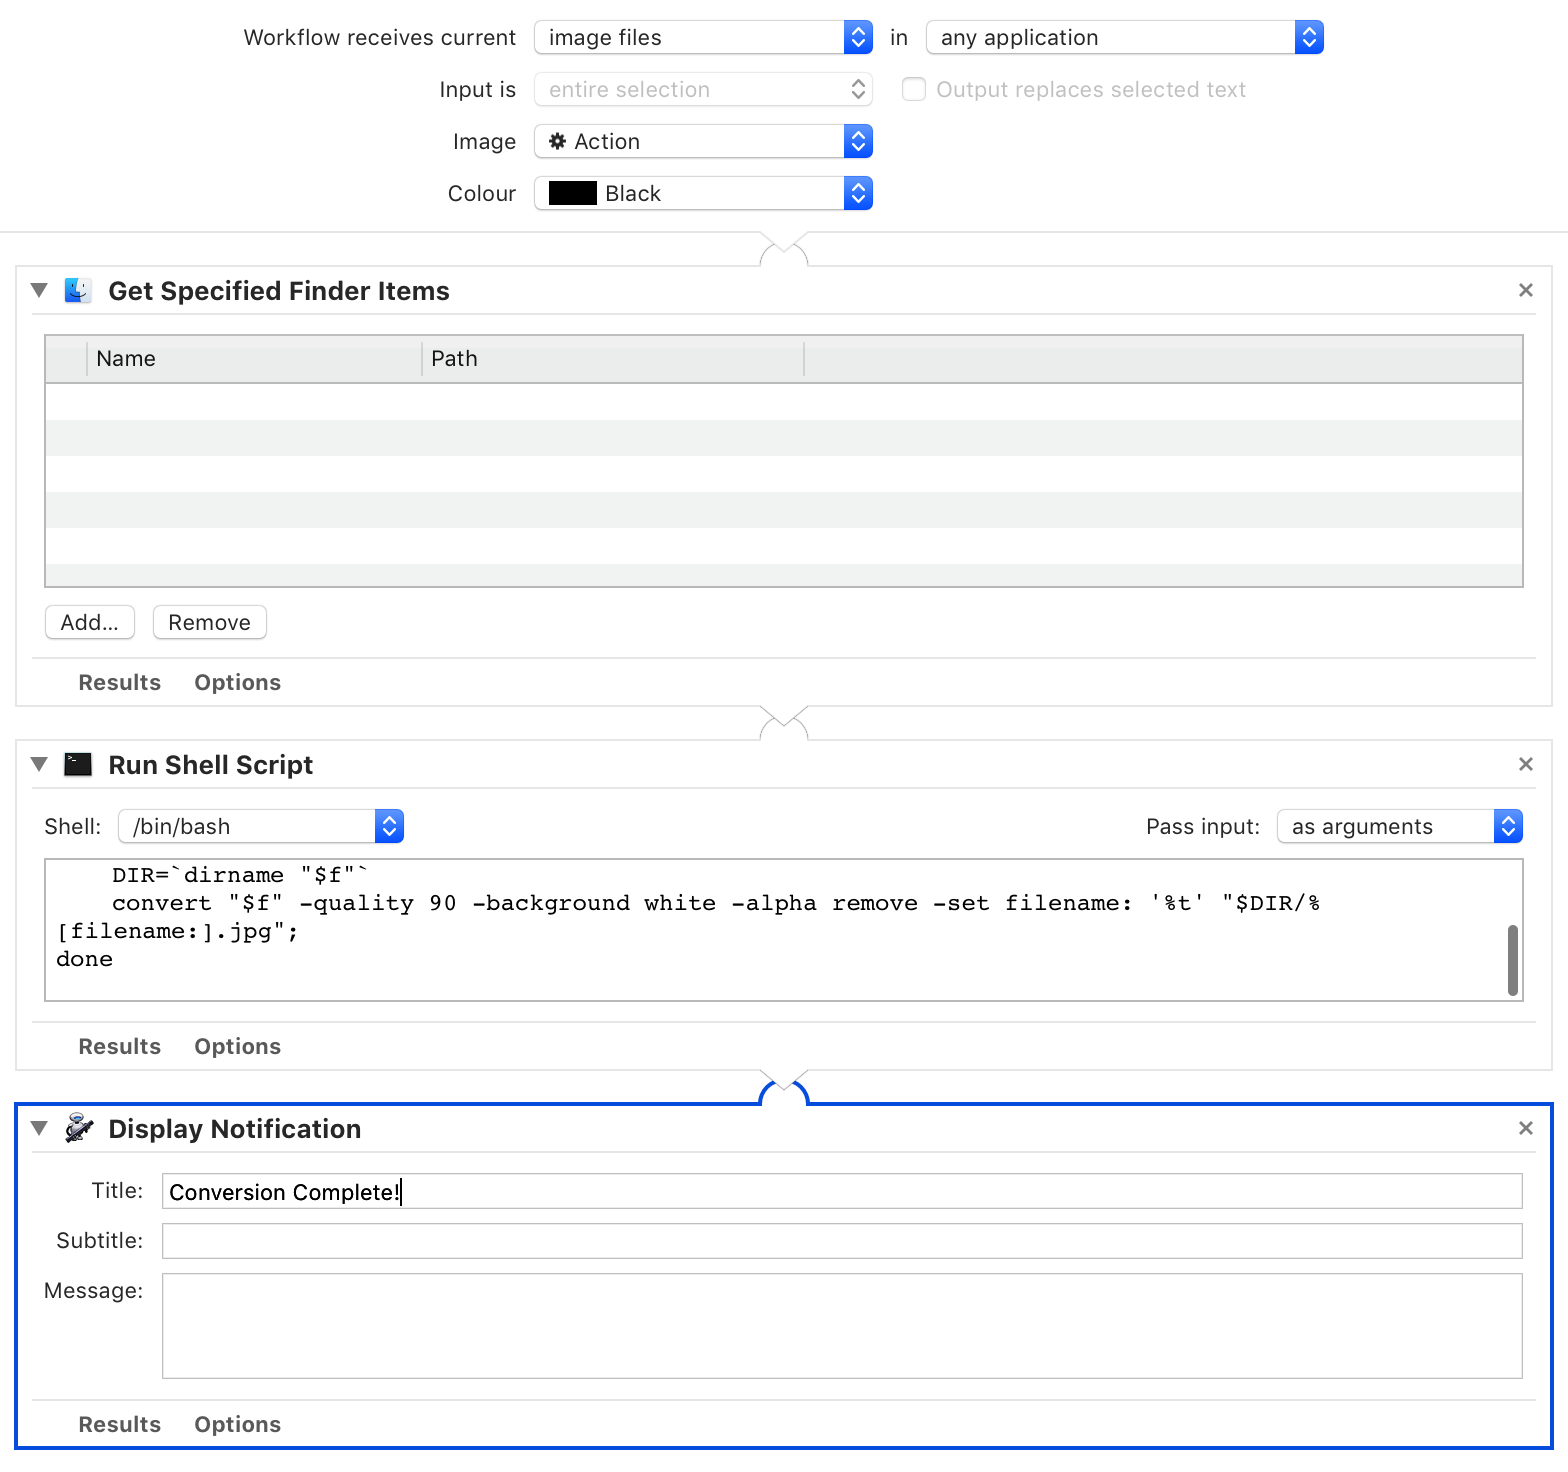 Workflow receives current image files in any application
Input is entire selection Output replaces selected text
Image Action
Colour Black
Get Specified Finder Items
Name Path
Add... Remove
Results Options
Run Shell Script
Shell: /bin/bash Pass input: as arguments
DIR=`dirname "$f"`
convert "$f" -quality 90 -background white -alpha remove -set filename: '%t' "$DIR/%
[filename:].jpg";
done
Results Options
Display Notification
Title: Conversion Complete!
Subtitle:
Message:
Results Options